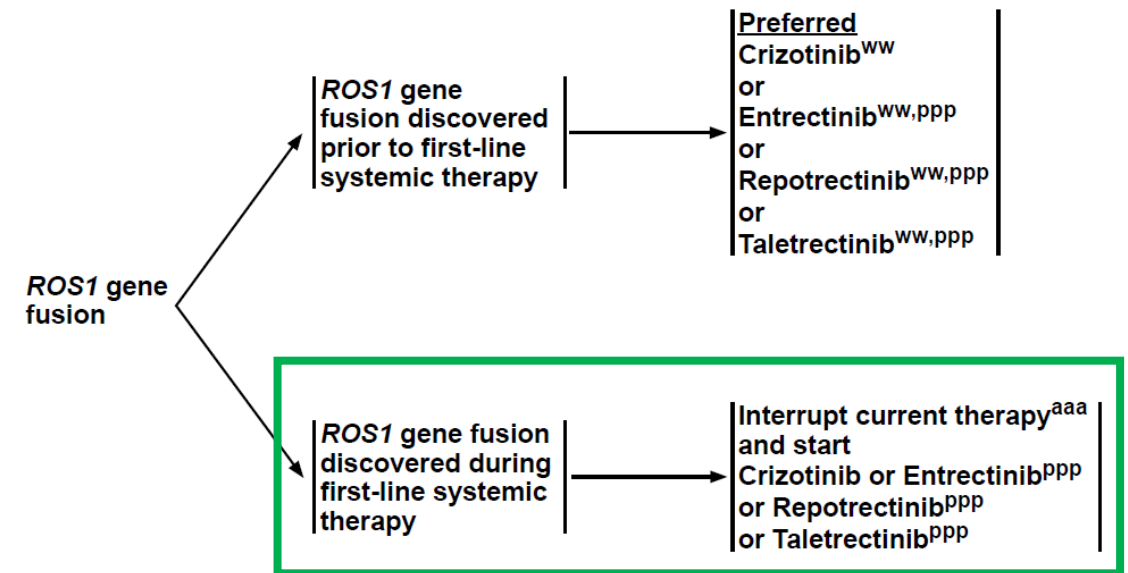 ROS1 gene
fusion
ROS1 gene
fusion discovered
prior to first-line
systemic therapy
Preferred
Crizotinibww
or
Entrectinibww,ppp
or
Repotrectinibww,ppp
or
Taletrectinibww,ppp
ROS1 gene fusion
discovered during
first-line systemic
therapy
Interrupt current therapyaaa
and start
Crizotinib or Entrectinibppp
or Repotrectinibppp
or Taletrectinibppp